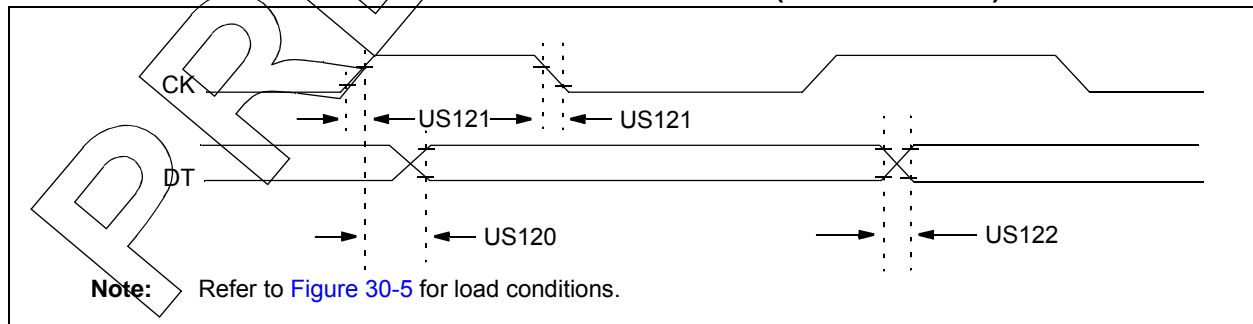 CK
US121 US121
DT
US120 US122
Note: Refer to Figure 30-5 for load conditions.